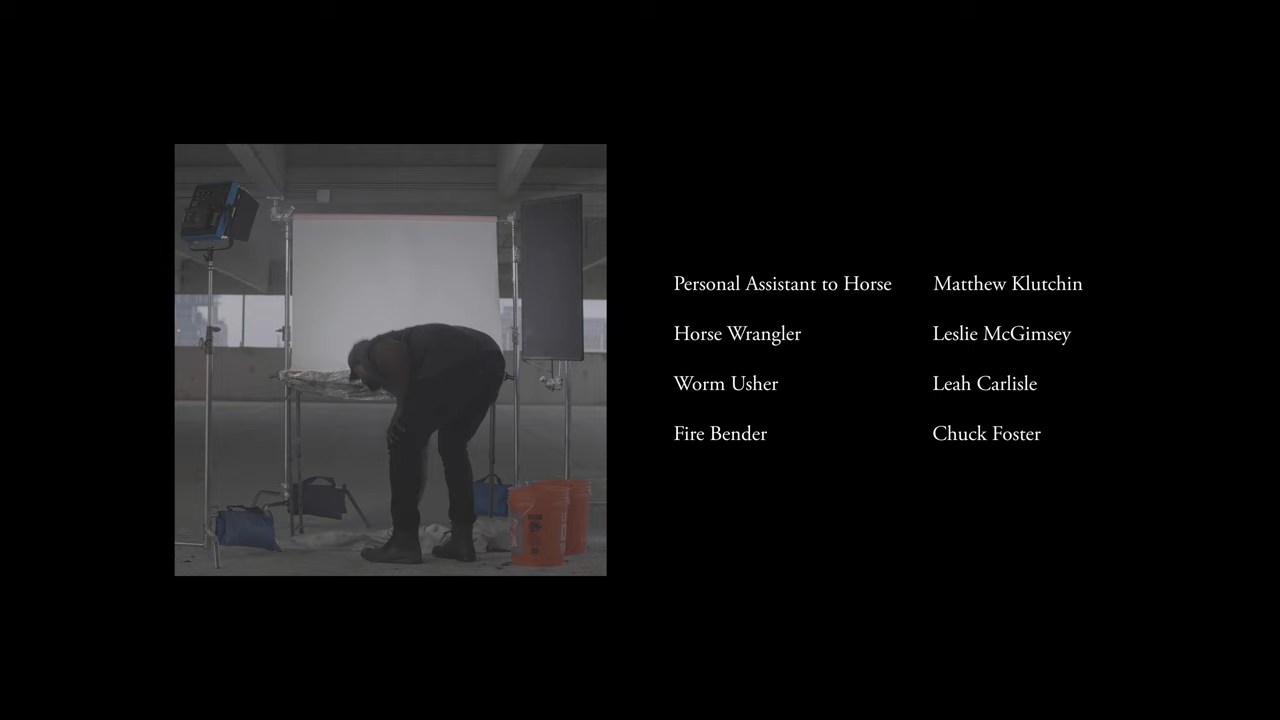 Personal Assistant to Horse Matthew Klutchin
Horse Wrangler Leslie McGimsey
Worm Usher Leah Carlisle
Fire Bender Chuck Foster